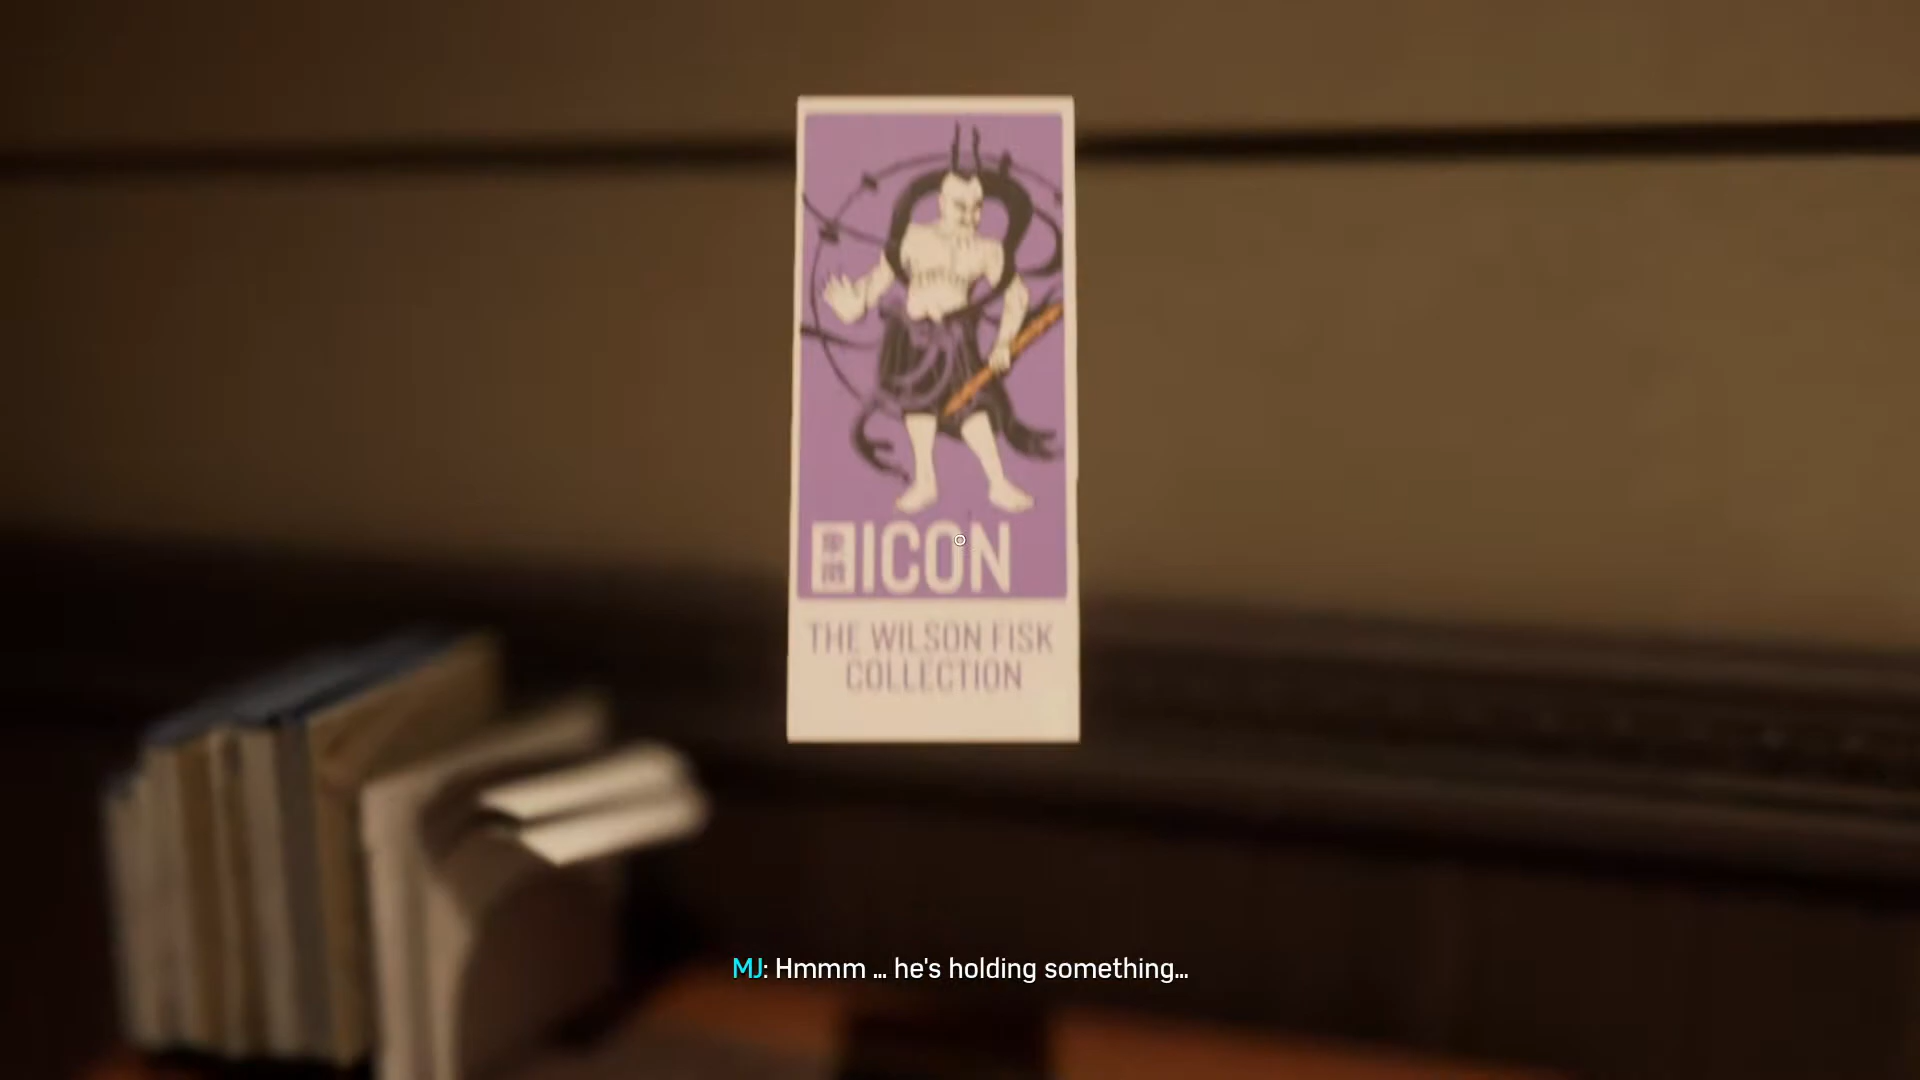 ICON
THE WILSON FISK
COLLECTION
MJ: Hmmm ... he's holding something...